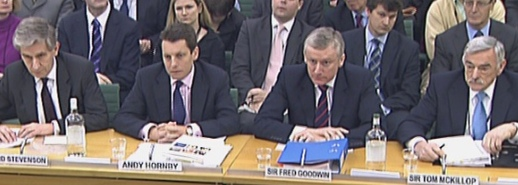 D STEVENSON
ANDY HORNBY
SIR FRED GOODWIN
SIR TOM MCKILLOP